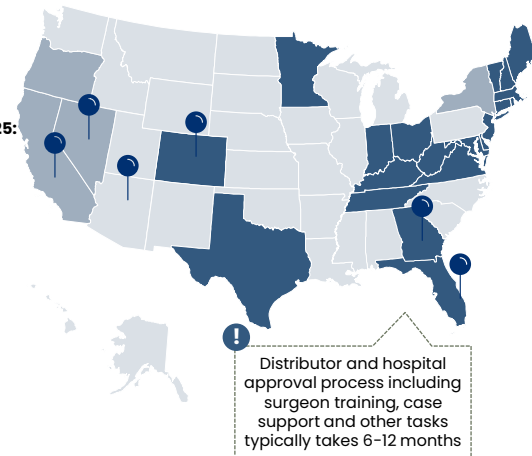 25:
!
Distributor and hospital
approval process including
surgeon training, case
support and other tasks
typically takes 6-12 months